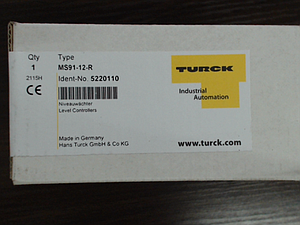 Qty Type
1 MS91-12-R
2115H Ident-No. 5220110
CE
Niveauwächter
Level Controllers
Made in Germany
Hans Turck GmbH & Co KG
TURCK
Industrial
Automation
www.turck.com